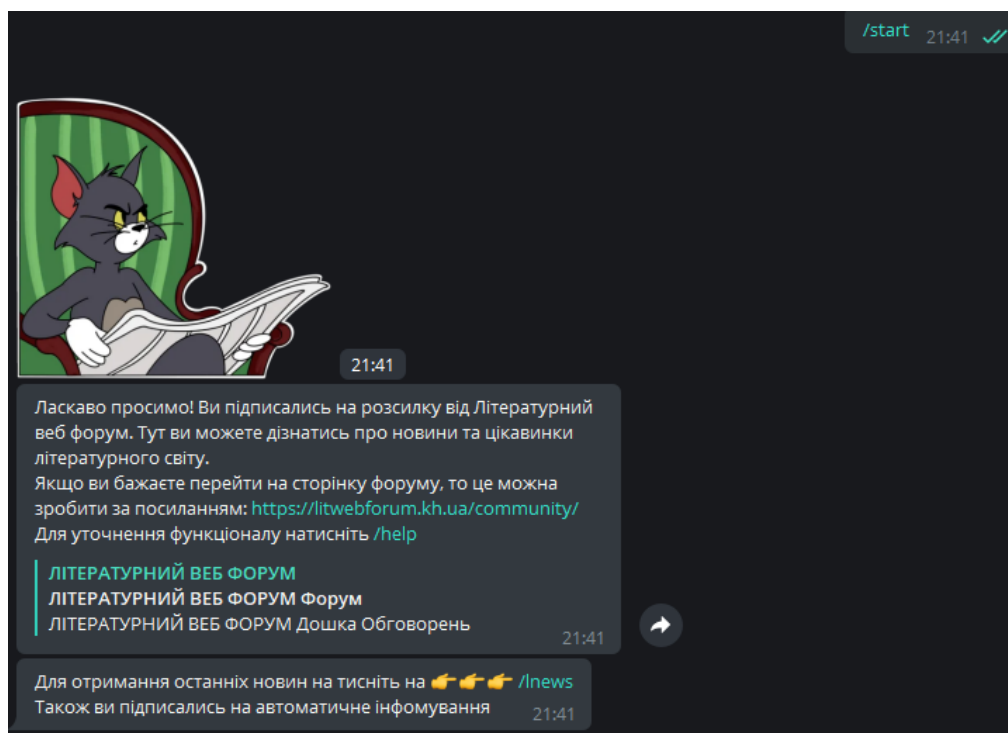 /start 21:41
21:41
Ласкаво просимо! Ви підписались на розсилку від Літературний
веб форум. Тут ви можете дізнатись про новини та цікавинки
літературного світу.
Якщо ви бажаєте перейти на сторінку форуму, то це можна
зробити за посиланням: https://litwebforum.kh.ua/community/
Для уточнення функціоналу натисніть /help
ЛІТЕРАТУРНИЙ ВЕБ ФОРУМ
ЛІТЕРАТУРНИЙ ВЕБ ФОРУМ Форум
ЛІТЕРАТУРНИЙ ВЕБ ФОРУМ Дошка Обговорень
21:41
Для отримання останніх новин на тисніть на 👉👉👉 /lnews
Також ви підписались на автоматичне інфомування 21:41